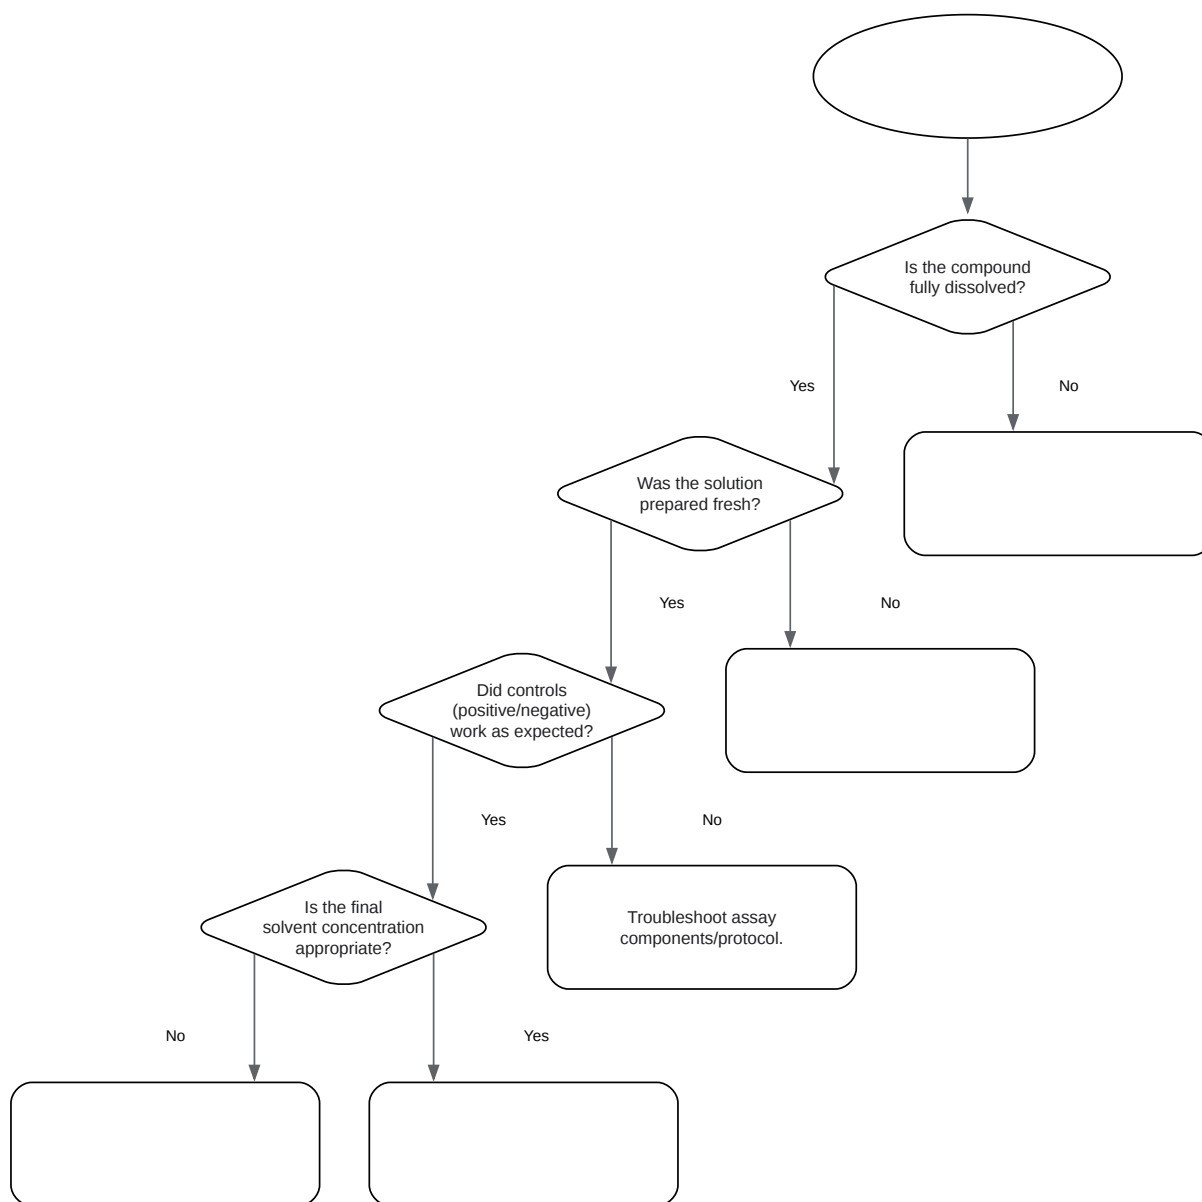 Is the compound
fully dissolved?
Yes
No
Was the solution
prepared fresh?
Yes
No
Did controls
(positive/negative)
work as expected?
Yes
No
Is the final
solvent concentration
appropriate?
Troubleshoot assay
components/protocol.
No
Yes